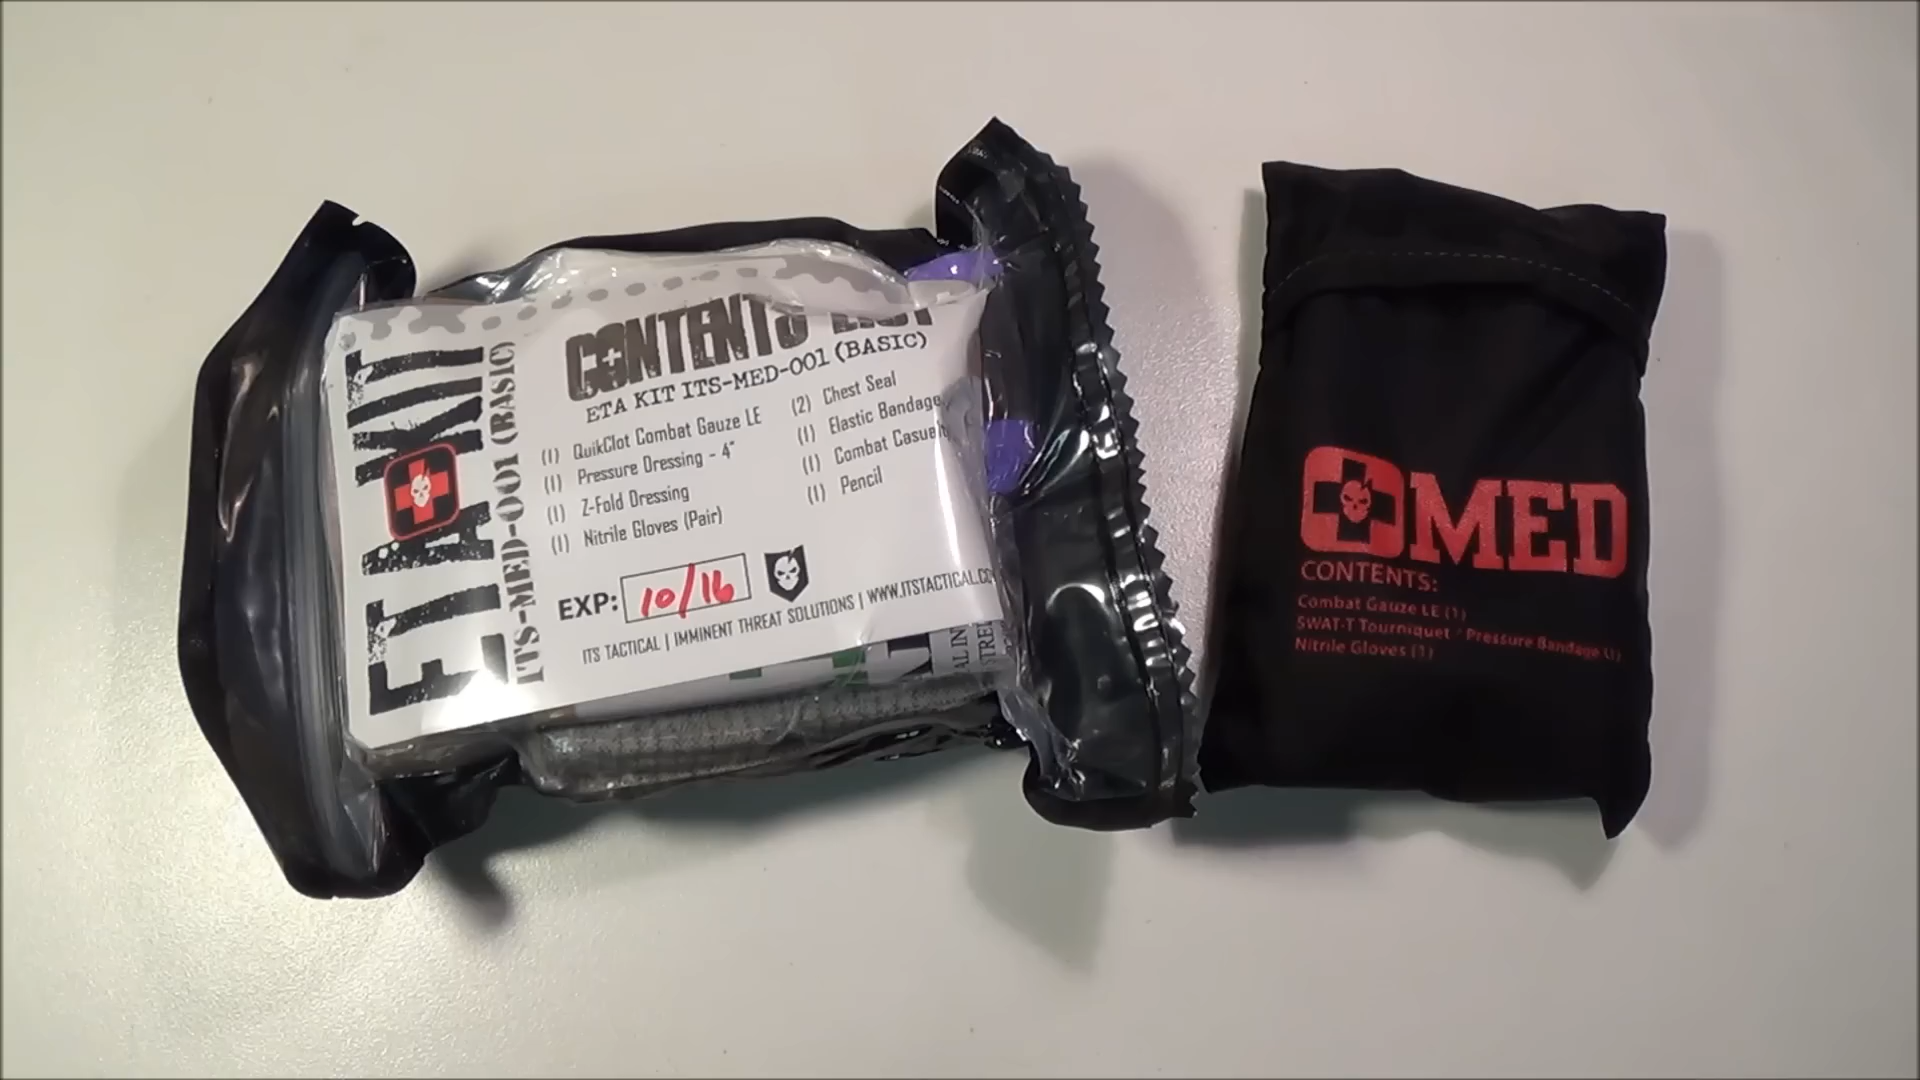 ETA KIT
ITS-MED-001 (BASIC)
CONTENTS LIST
ETA KIT ITS-MED-001 (BASIC)
(1) QuikClot Combat Gauze LE
(1) Pressure Dressing - 4"
(1) Z-Fold Dressing
(1) Nitrile Gloves (Pair)
(2) Chest Seal
(1) Elastic Bandage
(1) Combat Casualt
(1) Pencil
EXP: 10/16
ITS TACTICAL | IMMINENT THREAT SOLUTIONS | WWW.ITSTACTICAL.CO
MED
CONTENTS:
Combat Gauze LE (1)
SWAT-T Tourniquet / Pressure Bandage (1)
Nitrile Gloves (1)